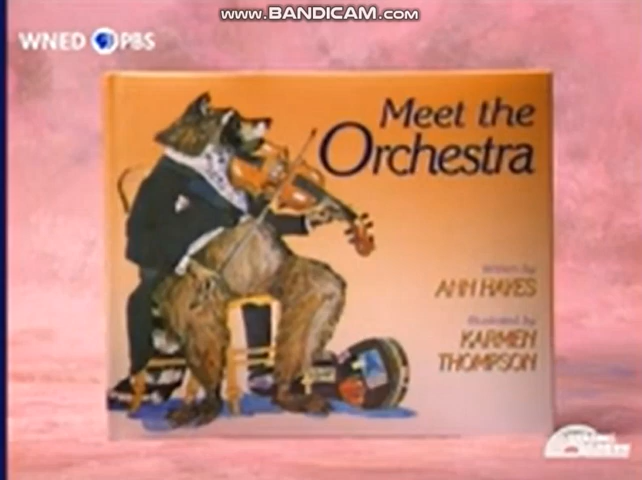 www.BANDICAM.com
WNED PBS
Meet the
Orchestra
Written by
ANN HAYES
Illustrated by
KARMEN
THOMPSON